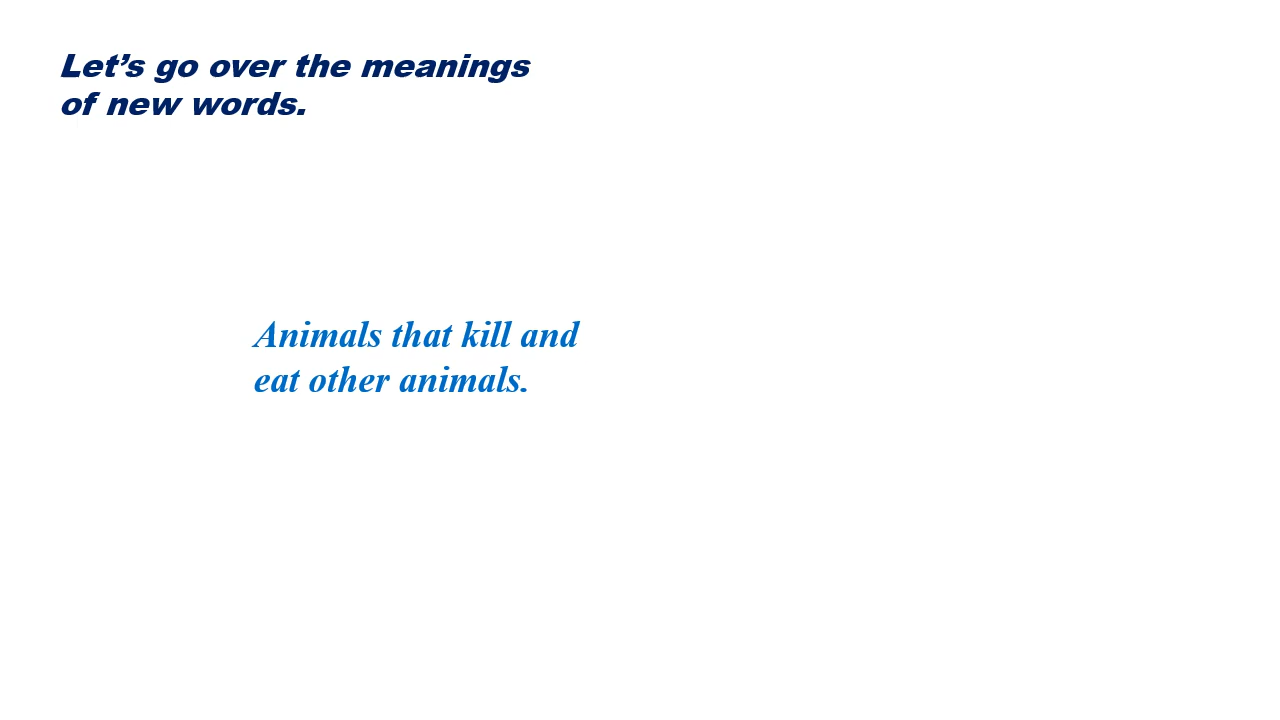 Let’s go over the meanings
of new words.
Animals that kill and
eat other animals.